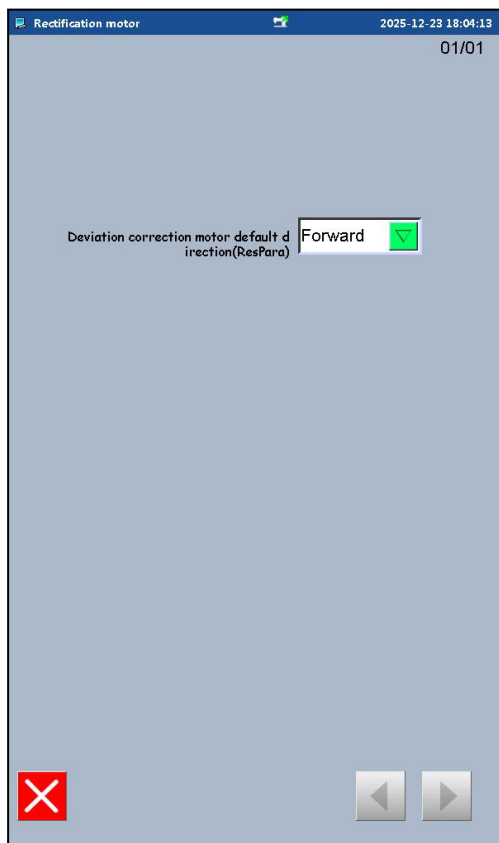 Rectification motor 2025-12-23 18:04:13
01/01
Deviation correction motor default d
irection(ResPara)
Forward